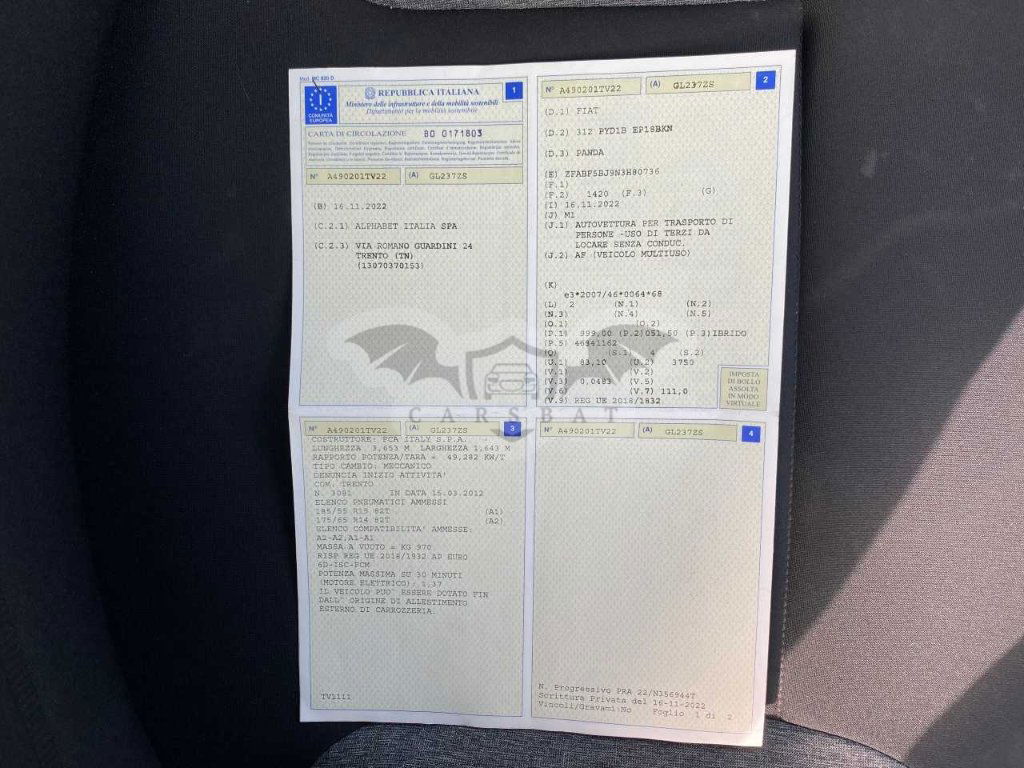 Mod. MC 820 D
COMUNITÀ
EUROPEA
I
REPUBBLICA ITALIANA
Ministero delle infrastrutture e della mobilità sostenibili
Dipartimento per la mobilità sostenibile
1
CARTA DI CIRCOLAZIONE BO 0171803
N° A490201TV22 (A) GL237ZS
(B) 16.11.2022
(C.2.1) ALPHABET ITALIA SPA
(C.2.3) VIA ROMANO GUARDINI 24
TRENTO (TN)
(13070370153)
N° A490201TV22 (A) GL237ZS
2
(D.1) FIAT
(D.2) 312 PYD1B EP18BKN
(D.3) PANDA
(E) ZFABF5BJ9N3H80736
(F.1)
(F.2) 1420 (F.3) (G)
(I) 16.11.2022
(J) M1
(J.1) AUTOVETTURA PER TRASPORTO DI
PERSONE -USO DI TERZI DA
LOCARE SENZA CONDUC.
(J.2) AF (VEICOLO MULTIUSO)
(K)
e3*2007/46*0064*68
(L) 2 (N.1) (N.2)
(N.3) (N.4) (N.5)
(O.1) (O.2)
(P.1) 999,00 (P.2)051,50 (P.3)IBRIDO
(P.5) 46341162
(Q) (S.1) 4 (S.2)
(U.1) 83,10 (U.2) 3750
(V.1) (V.2)
(V.3) 0,0483 (V.5)
(V.6) (V.7) 111,0
(V.9) REG UE 2018/1832
IMPOSTA
DI BOLLO
ASSOLTA
IN MODO
VIRTUALE
CARSBAT
N° A490201TV22 (A) GL237ZS
3
COSTRUTTORE: FCA ITALY S.P.A.
LUNGHEZZA 3,653 M LARGHEZZA 1,643 M
RAPPORTO POTENZA/TARA = 49,282 KW/T
TIPO CAMBIO: MECCANICO
DENUNCIA INIZIO ATTIVITA'
COM. TRENTO
N. 3081 IN DATA 16.03.2012
ELENCO PNEUMATICI AMMESSI
185/55 R15 82T (A1)
175/65 R14 82T (A2)
ELENCO COMPATIBILITA' AMMESSE:
A2-A2,A1-A1
MASSA A VUOTO = KG 970
RISP REG UE 2018/1832 AP EURO
6D-ISC-FCM
POTENZA MASSIMA SU 30 MINUTI
(MOTORE ELETTRICO): 1,37
IL VEICOLO PUO' ESSERE DOTATO FIN
DALL' ORIGINE DI ALLESTIMENTO
ESTERNO DI CARROZZERIA.
TV1111
N° A490201TV22 (A) GL237ZS
4
N. Progressivo PRA 22/N356944T
Scrittura Privata del 16-11-2022
Vincoli/Gravami:No Foglio 1 di 2